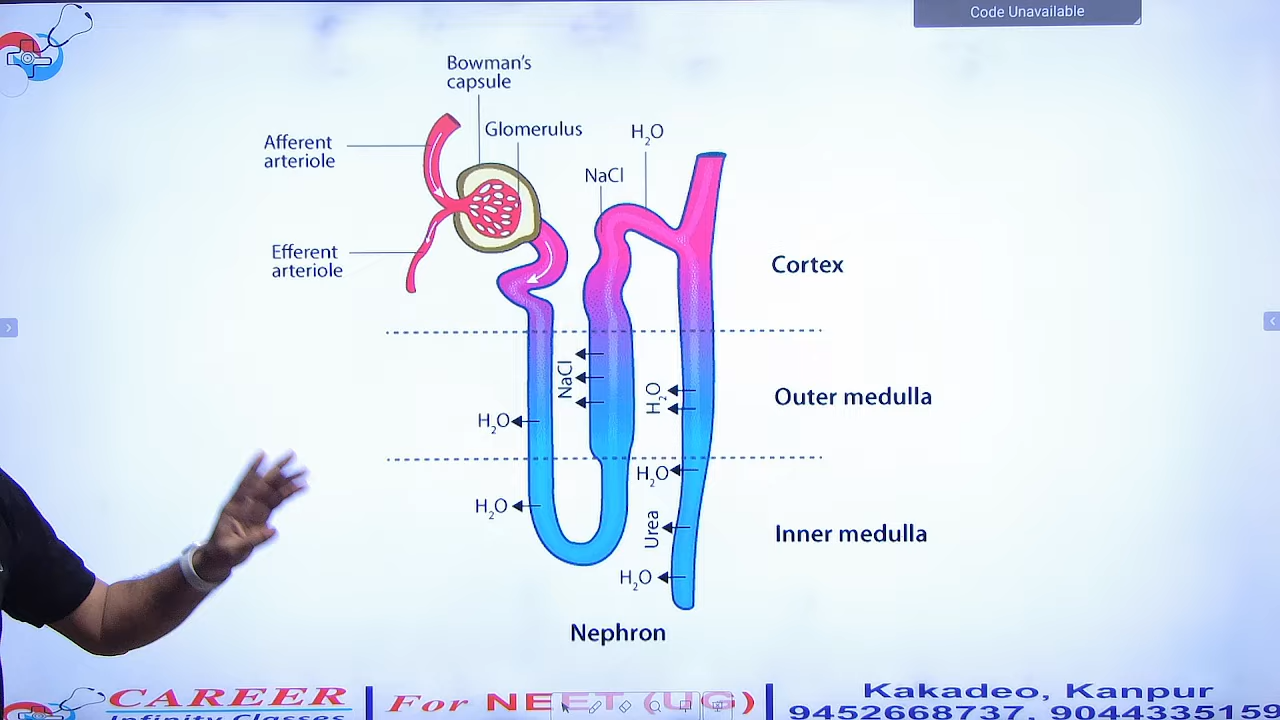 Code Unavailable
Bowman's
capsule
Afferent
arteriole
Glomerulus
H₂O
NaCl
Efferent
arteriole
Cortex
NaCl
H₂O
Outer medulla
H₂O
H₂O
H₂O
Urea
Inner medulla
H₂O
Nephron
CAREER
Infinity Classes
For NEET (UG)
Kakadeo, Kanpur
9452668737, 9044335159